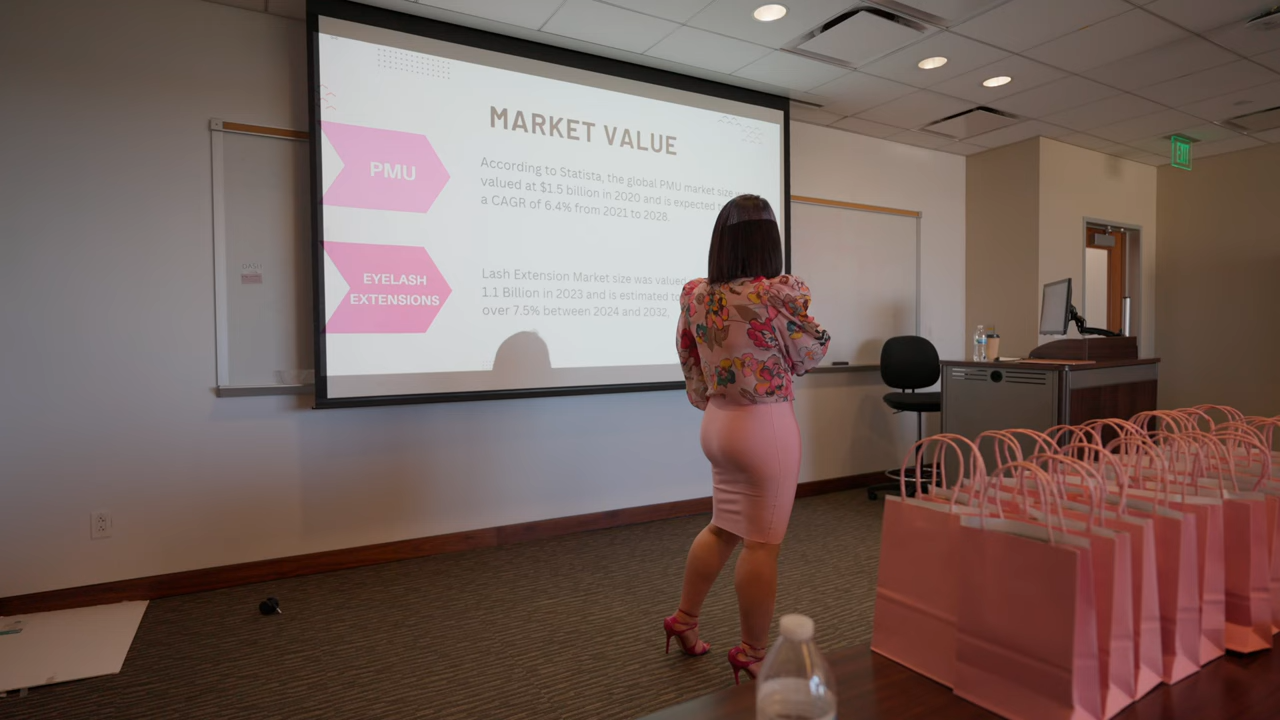 MARKET VALUE
PMU
According to Statista, the global PMU market size
valued at $1.5 billion in 2020 and is expected
a CAGR of 6.4% from 2021 to 2028.
EYELASH
EXTENSIONS
Lash Extension Market size was valued
1.1 Billion in 2023 and is estimated to
over 7.5% between 2024 and 2032,
EXIT